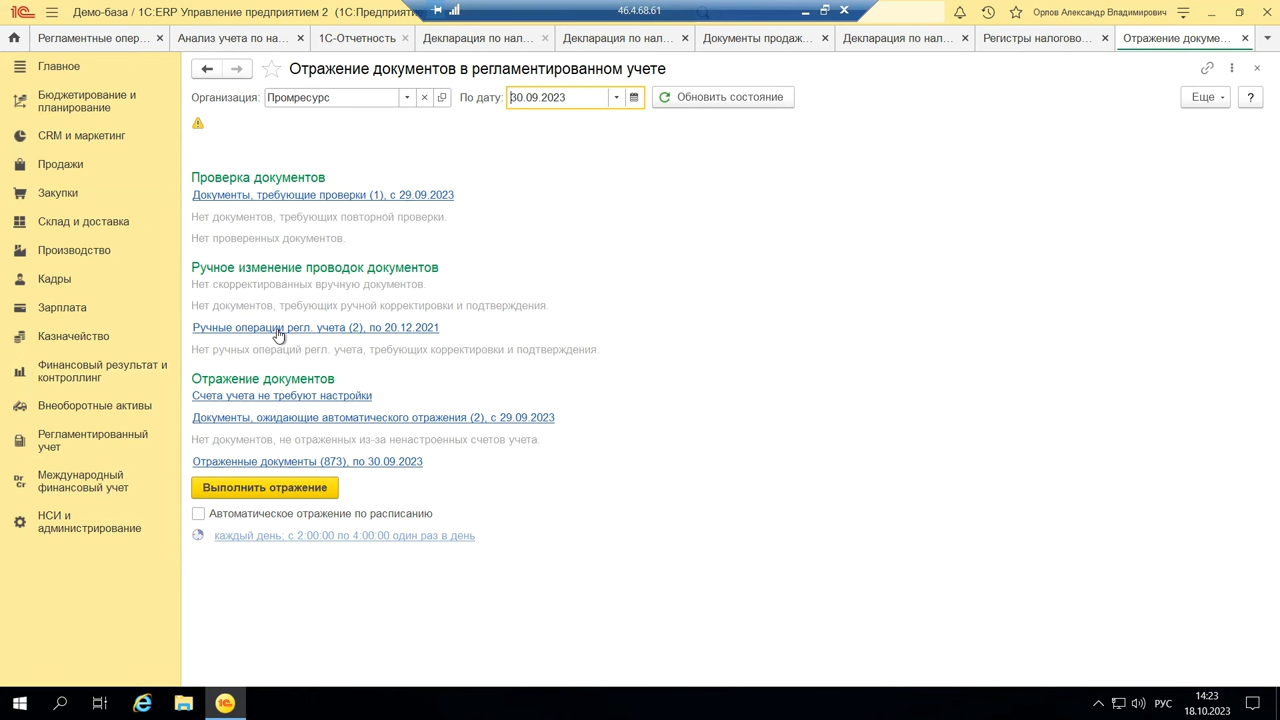 Демо-база / 1С:ERP Управление предприятием 2 (1С:Предприяти
46.4.68.61
Орлов Александр Владимирович
Регламентные опер...
Анализ учета по на...
1С-Отчетность
Декларация по нал...
Декларация по нал...
Документы продаж...
Декларация по нал...
Регистры налогово...
Отражение докуме...
Главное
Бюджетирование и
планирование
CRM и маркетинг
Продажи
Закупки
Склад и доставка
Производство
Кадры
Зарплата
Казначейство
Финансовый результат и
контроллинг
Внеоборотные активы
Регламентированный
учет
Международный
финансовый учет
НСИ и
администрирование
Отражение документов в регламентированном учете
Организация: Промресурс По дату: 30.09.2023 Обновить состояние Еще ?
Проверка документов
Документы, требующие проверки (1), с 29.09.2023
Нет документов, требующих повторной проверки.
Нет проверенных документов.
Ручное изменение проводок документов
Нет скорректированных вручную документов.
Нет документов, требующих ручной корректировки и подтверждения.
Ручные операции регл. учета (2), по 20.12.2021
Нет ручных операций регл. учета, требующих корректировки и подтверждения.
Отражение документов
Счета учета не требуют настройки
Документы, ожидающие автоматического отражения (2), с 29.09.2023
Нет документов, не отраженных из-за ненастроенных счетов учета.
Отраженные документы (873), по 30.09.2023
Выполнить отражение
Автоматическое отражение по расписанию
каждый день; с 2:00:00 по 4:00:00 один раз в день
РУС
14:23
18.10.2023